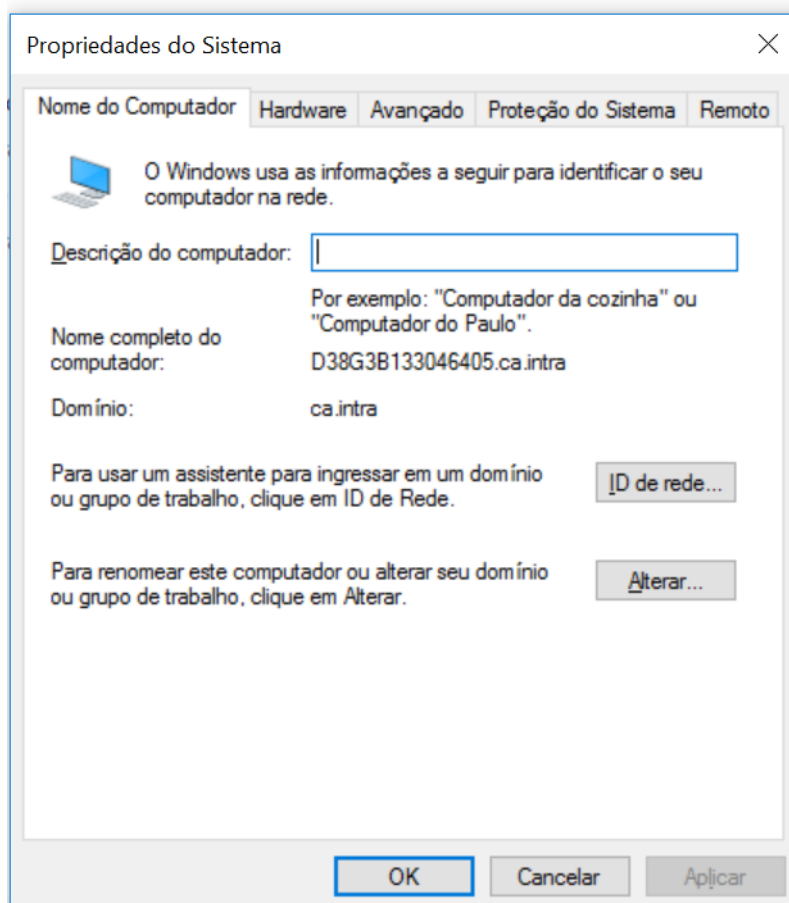 Propriedades do Sistema
Nome do Computador
Hardware
Avançado
Proteção do Sistema
Remoto
O Windows usa as informações a seguir para identificar o seu
computador na rede.
Descrição do computador:
Por exemplo: "Computador da cozinha" ou
"Computador do Paulo".
Nome completo do
computador:
D38G3B133046405.ca.intra
Domínio:
ca.intra
Para usar um assistente para ingressar em um domínio
ou grupo de trabalho, clique em ID de Rede.
ID de rede...
Para renomear este computador ou alterar seu domínio
ou grupo de trabalho, clique em Alterar.
Alterar...
OK
Cancelar
Aplicar